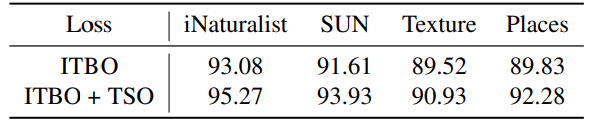 Loss iNaturalist SUN Texture Places
ITBO 93.08 91.61 89.52 89.83
ITBO + TSO 95.27 93.93 90.93 92.28